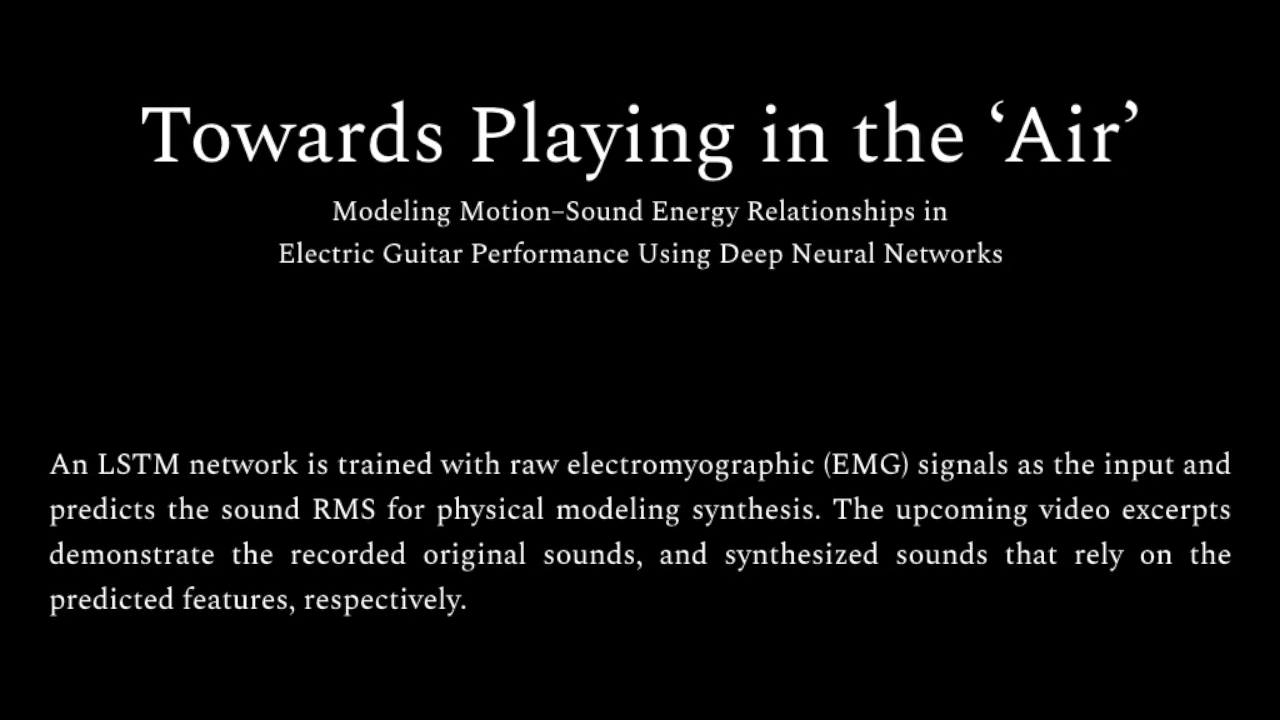 Towards Playing in the ‘Air’
Modeling Motion–Sound Energy Relationships in
Electric Guitar Performance Using Deep Neural Networks
An LSTM network is trained with raw electromyographic (EMG) signals as the input and
predicts the sound RMS for physical modeling synthesis. The upcoming video excerpts
demonstrate the recorded original sounds, and synthesized sounds that rely on the
predicted features, respectively.